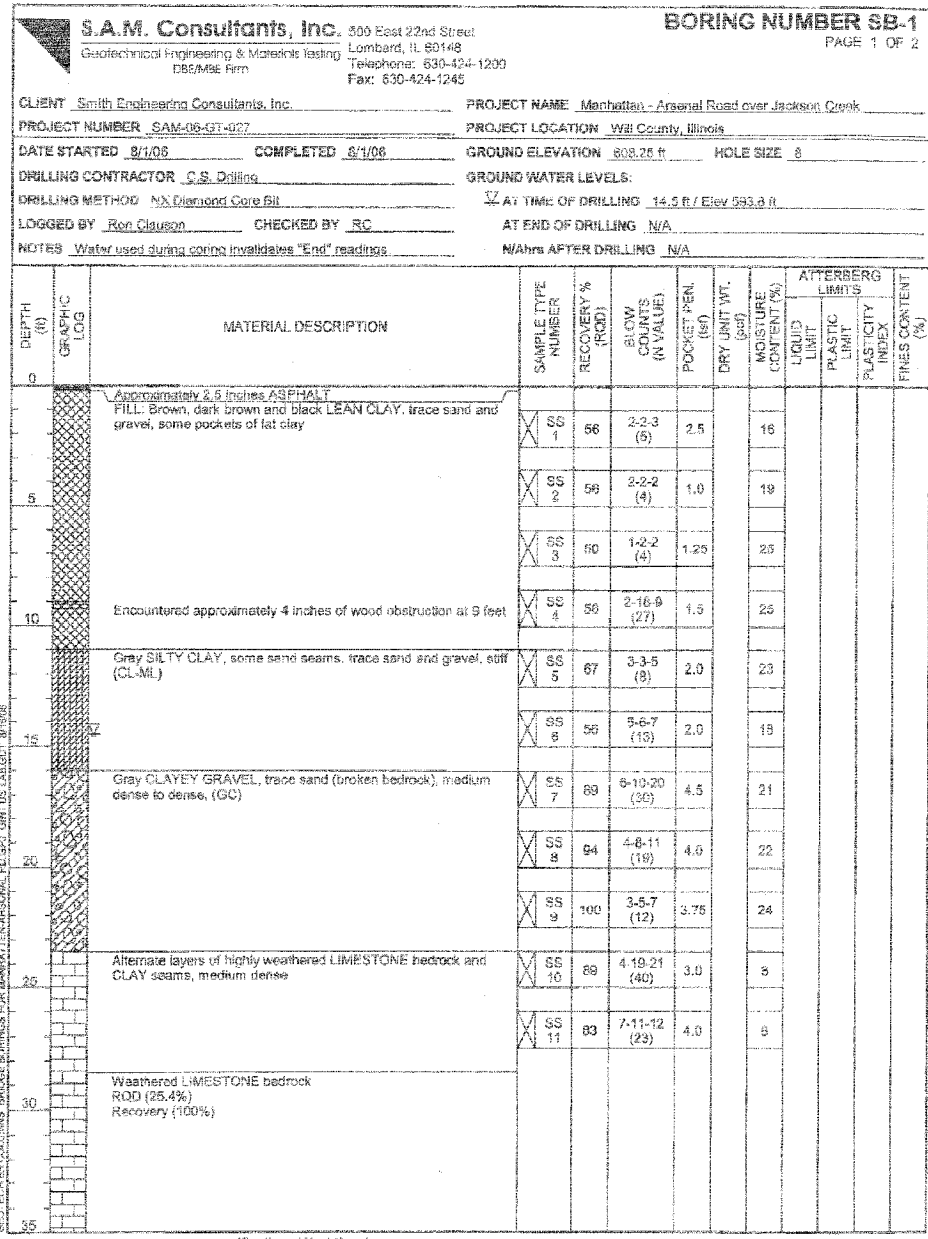 S.A.M. Consultants, Inc.
Geotechnical Engineering & Materials Testing
DBE/MBE Firm
500 East 22nd Street
Lombard, IL 60148
Telephone: 630-424-1200
Fax: 630-424-1245
BORING NUMBER SB-1
PAGE 1 OF 2
CLIENT Smith Engineering Consultants, Inc.
PROJECT NAME Manhattan - Arsenal Road over Jackson Creek
PROJECT NUMBER SAM-06-GT-027
PROJECT LOCATION Will County, Illinois
DATE STARTED 8/1/06 COMPLETED 8/1/06
GROUND ELEVATION 608.25 ft HOLE SIZE 8
DRILLING CONTRACTOR C.S. Drilling
GROUND WATER LEVELS:
DRILLING METHOD NX Diamond Core Bit
AT TIME OF DRILLING 14.5 ft / Elev 593.8 ft
LOGGED BY Ron Clauson CHECKED BY RC
AT END OF DRILLING N/A
NOTES Water used during coring invalidates "End" readings
N/Ahrs AFTER DRILLING N/A
DEPTH (ft)
GRAPHIC LOG
MATERIAL DESCRIPTION
SAMPLE TYPE NUMBER
RECOVERY % (RQD)
BLOW COUNTS (N VALUE)
POCKET PEN. (tsf)
DRY UNIT WT. (pcf)
MOISTURE CONTENT (%)
ATTERBERG LIMITS
LIQUID LIMIT
PLASTIC LIMIT
PLASTICITY INDEX
FINES CONTENT (%)
0
Approximately 2.5 inches ASPHALT
FILL: Brown, dark brown and black LEAN CLAY, trace sand and gravel, some pockets of fat clay
SS 1 56 2-2-3 (5) 2.5 16
SS 2 56 2-2-2 (4) 1.0 19
5
SS 3 50 1-2-2 (4) 1.25 25
Encountered approximately 4 inches of wood obstruction at 9 feet
SS 4 56 2-18-9 (27) 1.5 25
10
Gray SILTY CLAY, some sand seams, trace sand and gravel, stiff (CL-ML)
SS 5 67 3-3-5 (8) 2.0 23
SS 6 56 5-6-7 (13) 2.0 18
15
Gray CLAYEY GRAVEL, trace sand (broken bedrock), medium dense to dense, (GC)
SS 7 89 6-10-20 (30) 4.5 21
SS 8 94 4-8-11 (19) 4.0 22
20
SS 9 100 3-5-7 (12) 3.75 24
Alternate layers of highly weathered LIMESTONE bedrock and CLAY seams, medium dense
SS 10 89 4-19-21 (40) 3.0
25
SS 11 83 7-11-12 (23) 4.0
Weathered LIMESTONE bedrock
RQD (25.4%)
Recovery (100%)
30
35